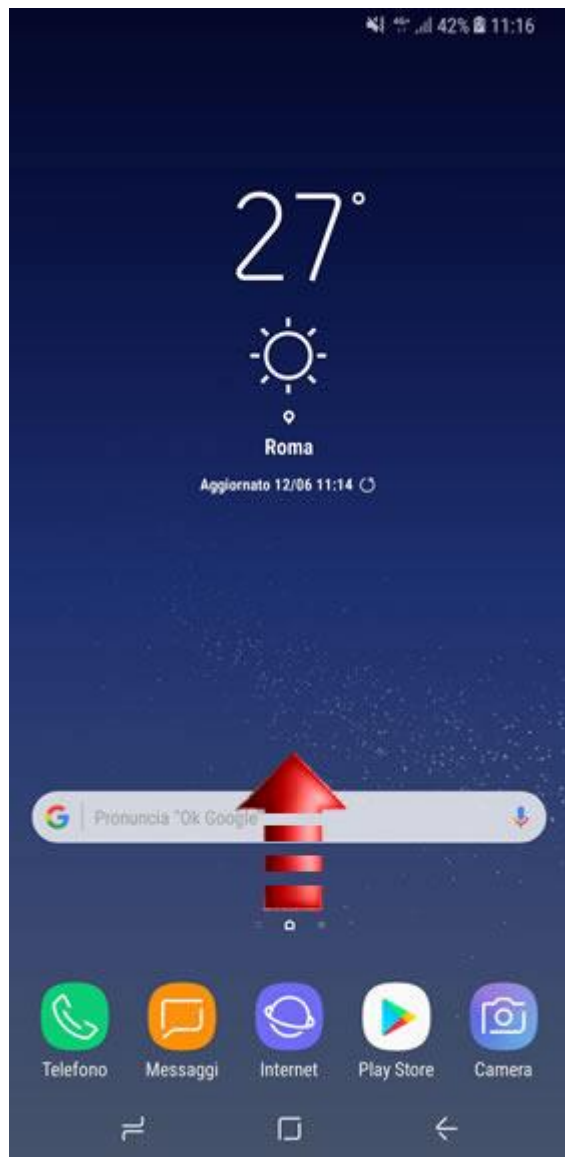 42% 11:16
27°
Roma
Aggiornato 12/06 11:14
G Pronuncia "Ok Google"
Telefono Messaggi Internet Play Store Camera